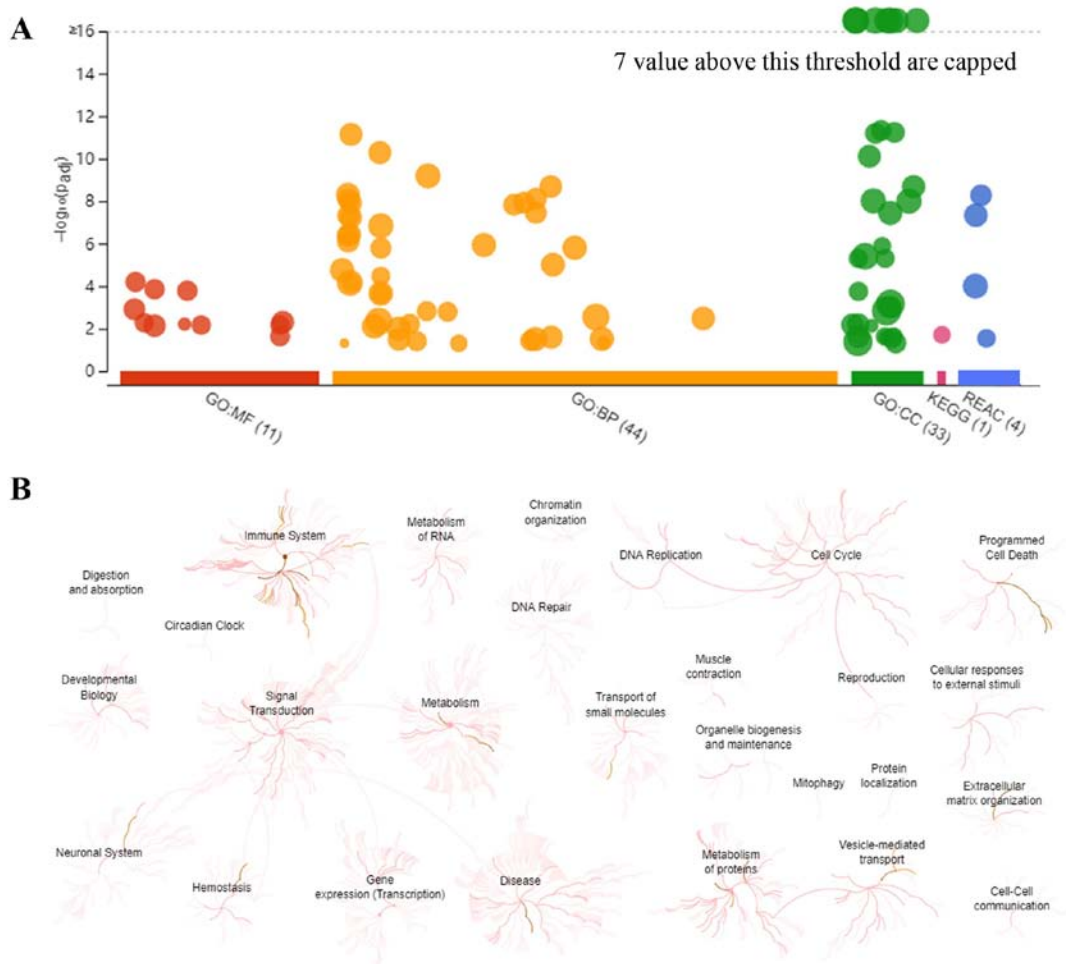 A
≥16
7 value above this threshold are capped
14
12
10
8
6
4
2
0
-log₁₀(padj)
GO:MF (11)
GO:BP (44)
GO:CC (33)
KEGG (1)
REAC (4)
B
Immune System
Metabolism
of RNA
Chromatin
organization
DNA Replication
Cell Cycle
Programmed
Cell Death
Digestion
and absorption
DNA Repair
Circadian Clock
Developmental
Biology
Signal
Transduction
Metabolism
Transport of
small molecules
Muscle
contraction
Reproduction
Cellular responses
to external stimuli
Organelle biogenesis
and maintenance
Mitophagy
Protein
localization
Extracellular
matrix organization
Neuronal System
Hemostasis
Gene
expression (Transcription)
Disease
Metabolism
of proteins
Vesicle-mediated
transport
Cell-Cell
communication